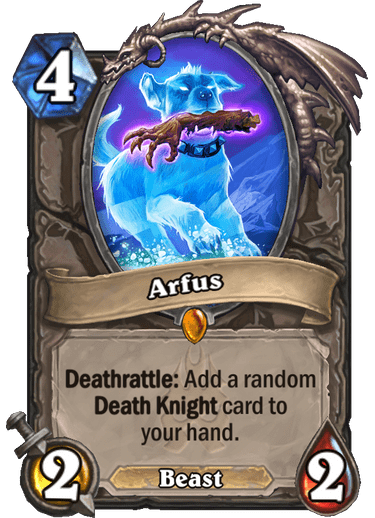 4
Arfus
Deathrattle: Add a random
Death Knight card to
your hand.
2
Beast
2